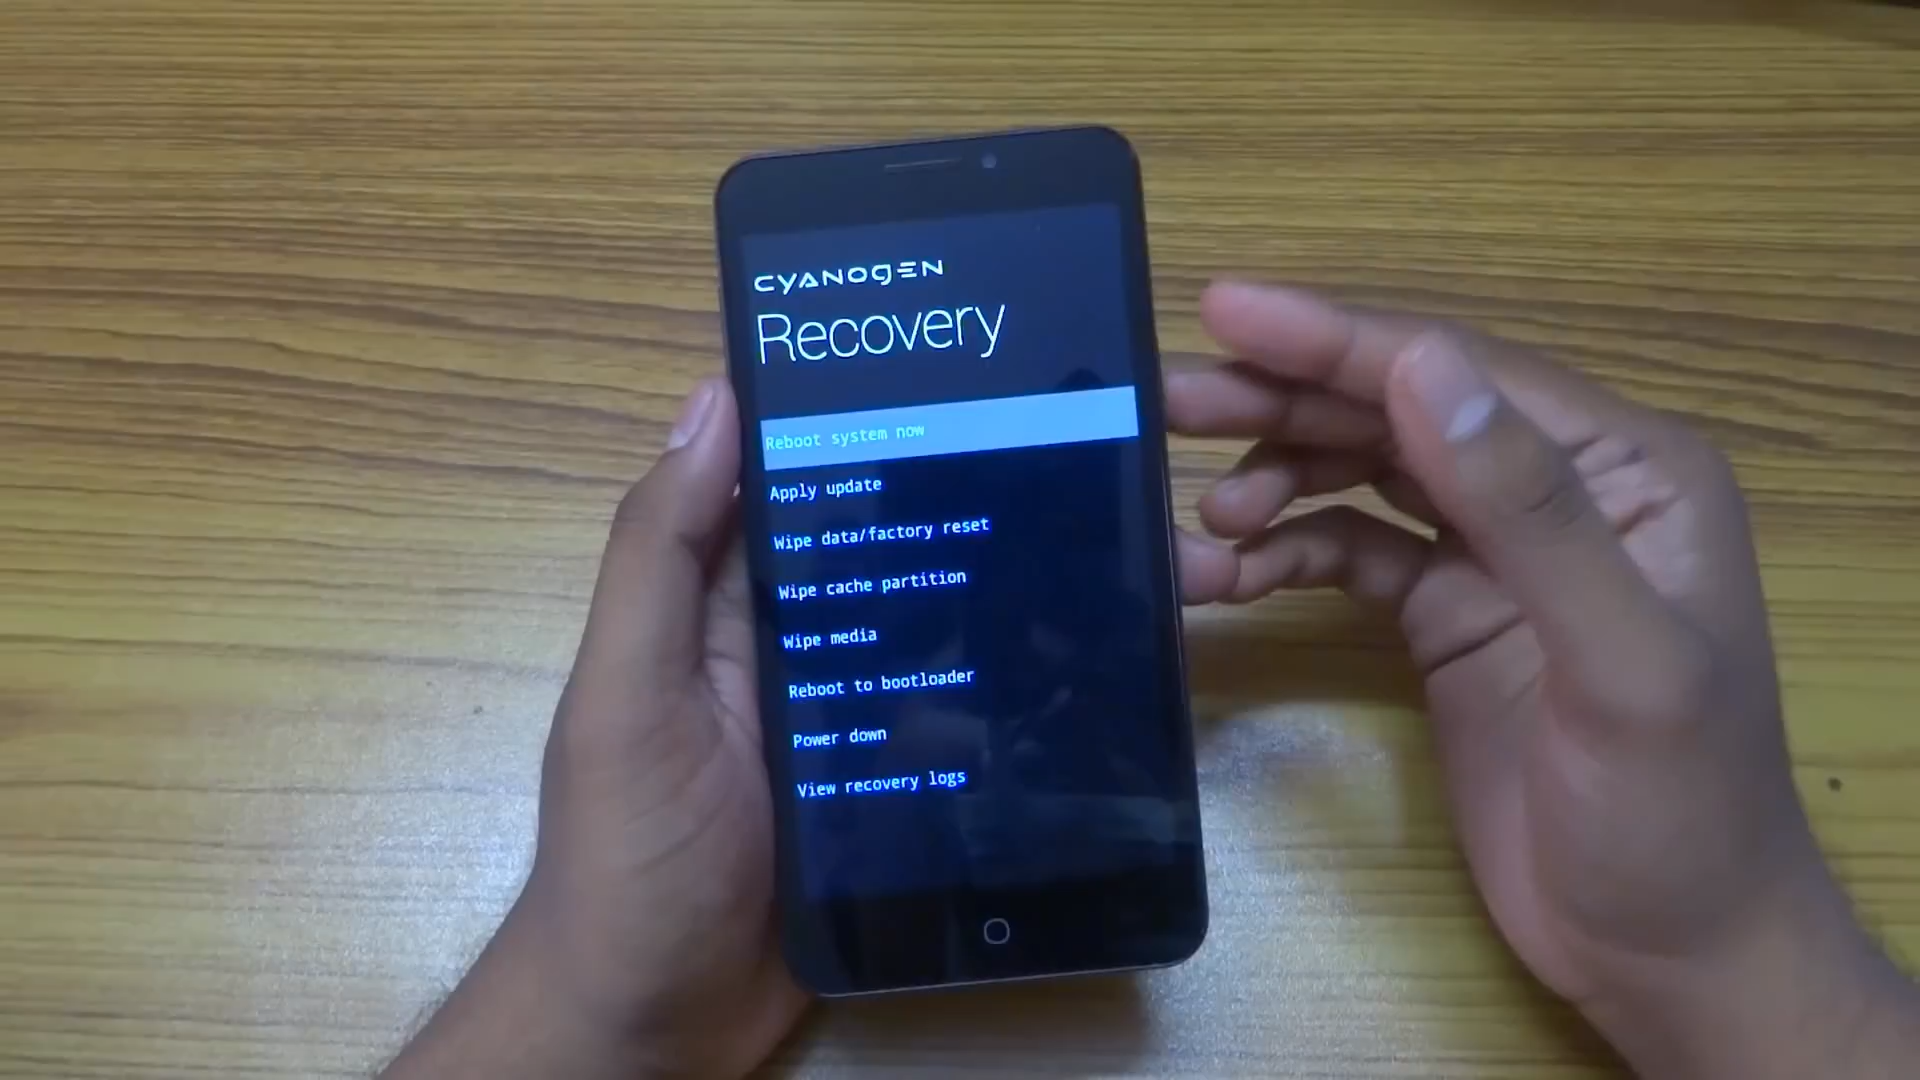 CYANOGEN
Recovery
Reboot system now
Apply update
Wipe data/factory reset
Wipe cache partition
Wipe media
Reboot to bootloader
Power down
View recovery logs